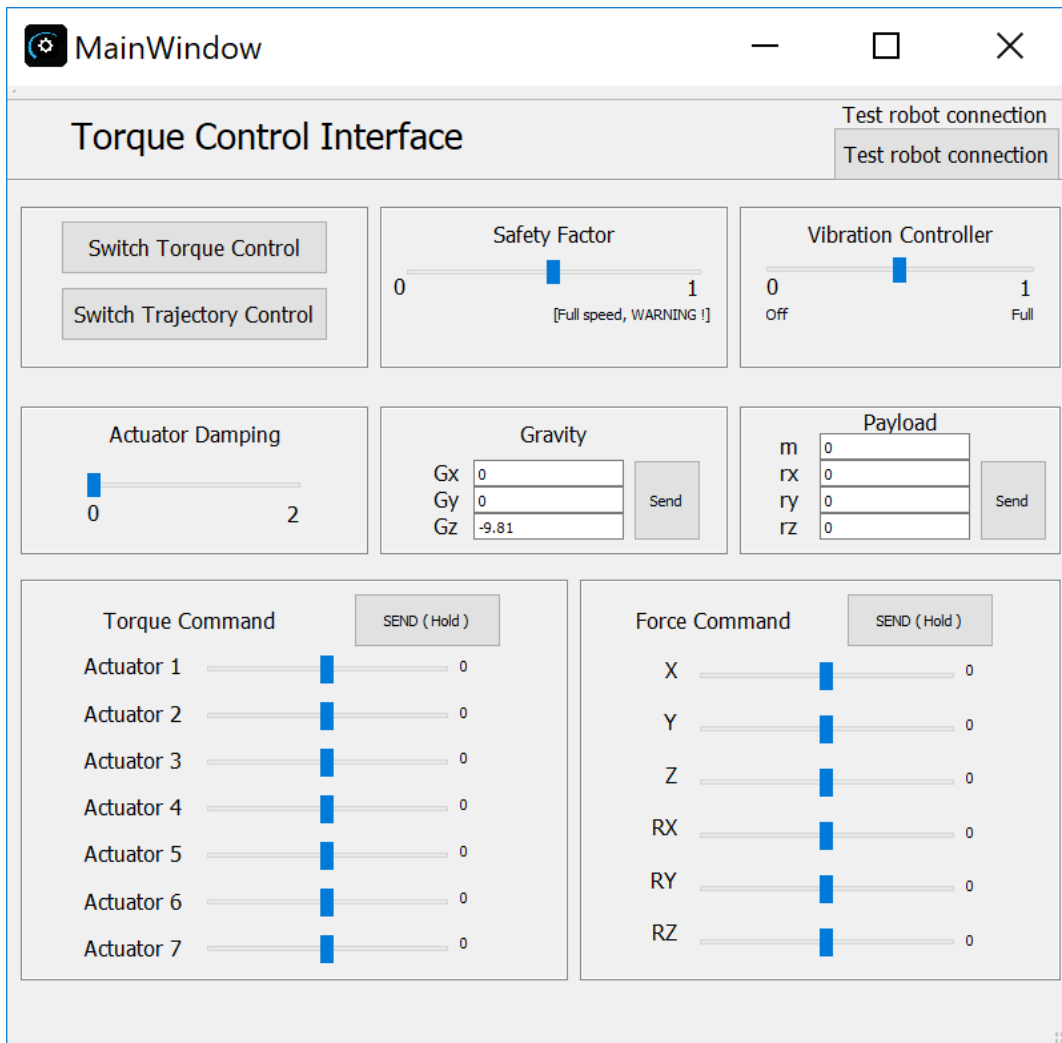 MainWindow
Torque Control Interface
Test robot connection
Test robot connection
Switch Torque Control
Switch Trajectory Control
Safety Factor
0 1
[Full speed, WARNING !]
Vibration Controller
0 1
Off Full
Actuator Damping
0 2
Gravity
Gx 0
Gy 0
Gz -9.81
Send
Payload
m 0
rx 0
ry 0
rz 0
Send
Torque Command SEND ( Hold )
Actuator 1 0
Actuator 2 0
Actuator 3 0
Actuator 4 0
Actuator 5 0
Actuator 6 0
Actuator 7 0
Force Command SEND ( Hold )
X 0
Y 0
Z 0
RX 0
RY 0
RZ 0